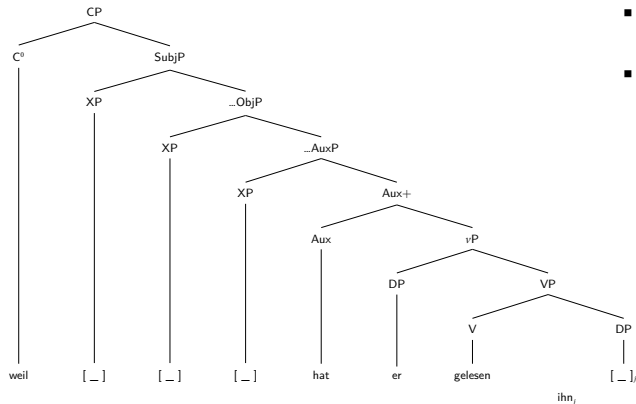 CP
C⁰ SubjP
XP ...ObjP
XP ...AuxP
XP Aux+
Aux vP
DP VP
V DP
weil [ _ ] [ _ ] [ _ ] hat er gelesen [ _ ]ᵢ
ihnᵢ